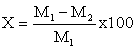 X = (M₁ − M₂)/M₁ x100